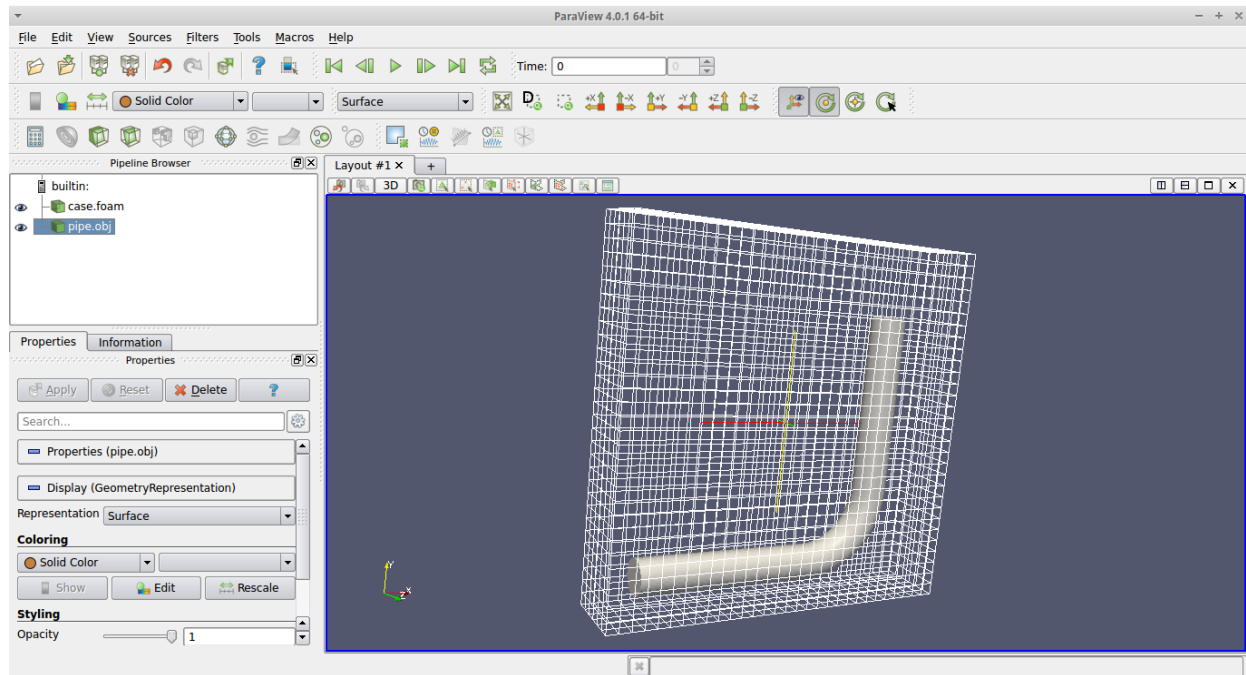 ParaView 4.0.1 64-bit
File Edit View Sources Filters Tools Macros Help
? Time: 0 0
Solid Color Surface +X -X +Y -Y +Z -Z
Pipeline Browser
Layout #1 +
builtin:
3D
case.foam
pipe.obj
Properties Information
Properties
Apply Reset Delete ?
Search...
Properties (pipe.obj)
Display (GeometryRepresentation)
Representation Surface
Coloring
Solid Color
Show Edit Rescale
Styling
Opacity 1
Y
Z X